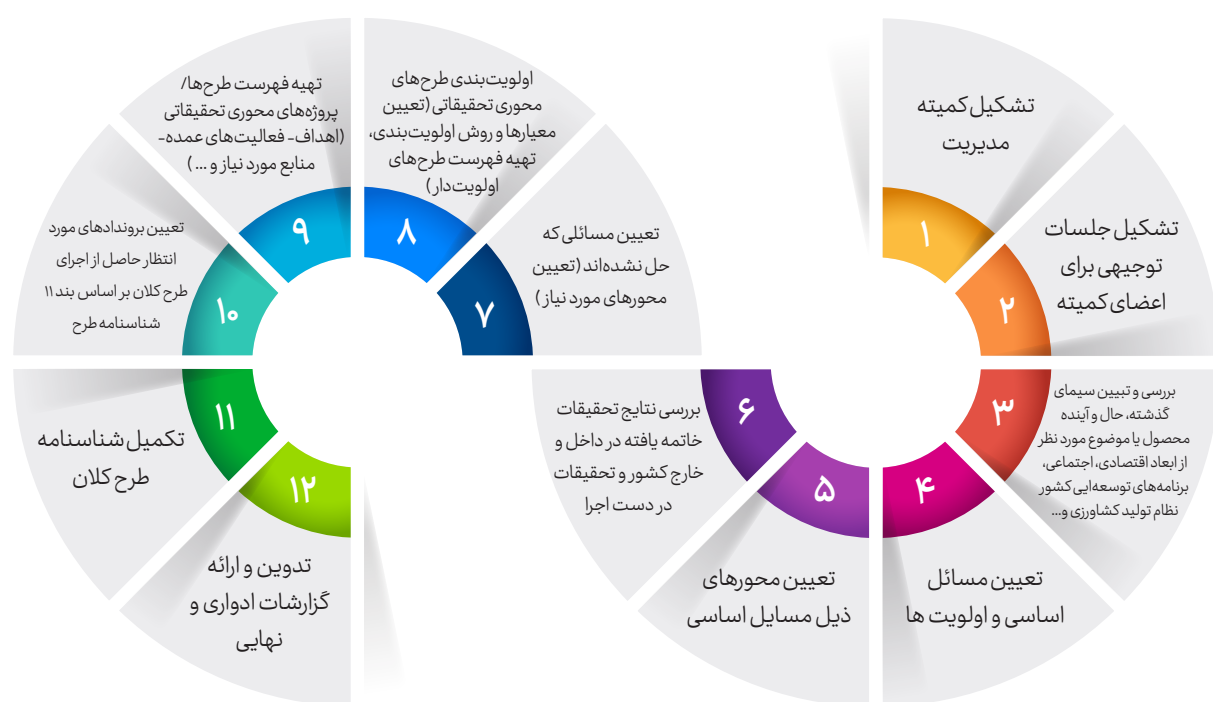 ۱
تشکیل کمیته
مدیریت
۲
تشکیل جلسات
توجیهی برای
اعضای کمیته
۳
بررسی و تبیین سیمای
گذشته، حال و آینده
محصول یا موضوع مورد نظر
از ابعاد اقتصادی، اجتماعی،
برنامه‌های توسعه‌ایی کشور
نظام تولید کشاورزی و...
۴
تعیین مسائل
اساسی و اولویت ها
۵
تعیین محورهای
ذیل مسایل اساسی
۶
بررسی نتایج تحقیقات
خاتمه یافته در داخل و
خارج کشور و تحقیقات
در دست اجرا
۷
تعیین مسائلی که
حل نشده‌اند (تعیین
محورهای مورد نیاز)
۸
اولویت‌بندی طرح‌های
محوری تحقیقاتی (تعیین
معیارها و روش اولویت‌بندی،
تهیه فهرست طرح‌های
اولویت‌دار)
۹
تهیه فهرست طرح‌ها/
پروژه‌های محوری تحقیقاتی
(اهداف- فعالیت‌های عمده-
منابع مورد نیاز و ...)
۱۰
تعیین بروندادهای مورد
انتظار حاصل از اجرای
طرح کلان بر اساس بند ۱۱
شناسنامه طرح
۱۱
تکمیل شناسنامه
طرح کلان
۱۲
تدوین و ارائه
گزارشات ادواری و
نهایی